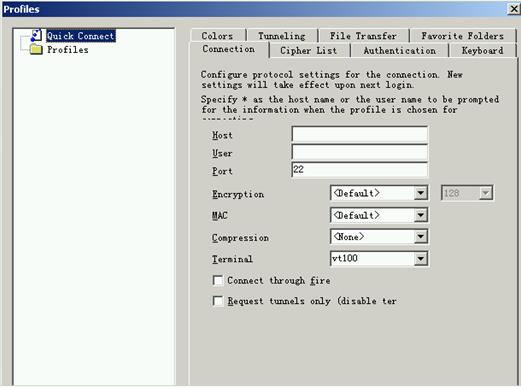 Profiles
Quick Connect
Profiles
Colors Tunneling File Transfer Favorite Folders
Connection Cipher List Authentication Keyboard
Configure protocol settings for the connection. New
settings will take effect upon next login.
Specify * as the host name or the user name to be prompted
for the information when the profile is chosen for
Host
User
Port 22
Encryption <Default> 128
MAC <Default>
Compression <None>
Terminal vt100
Connect through fire
Request tunnels only (disable ter